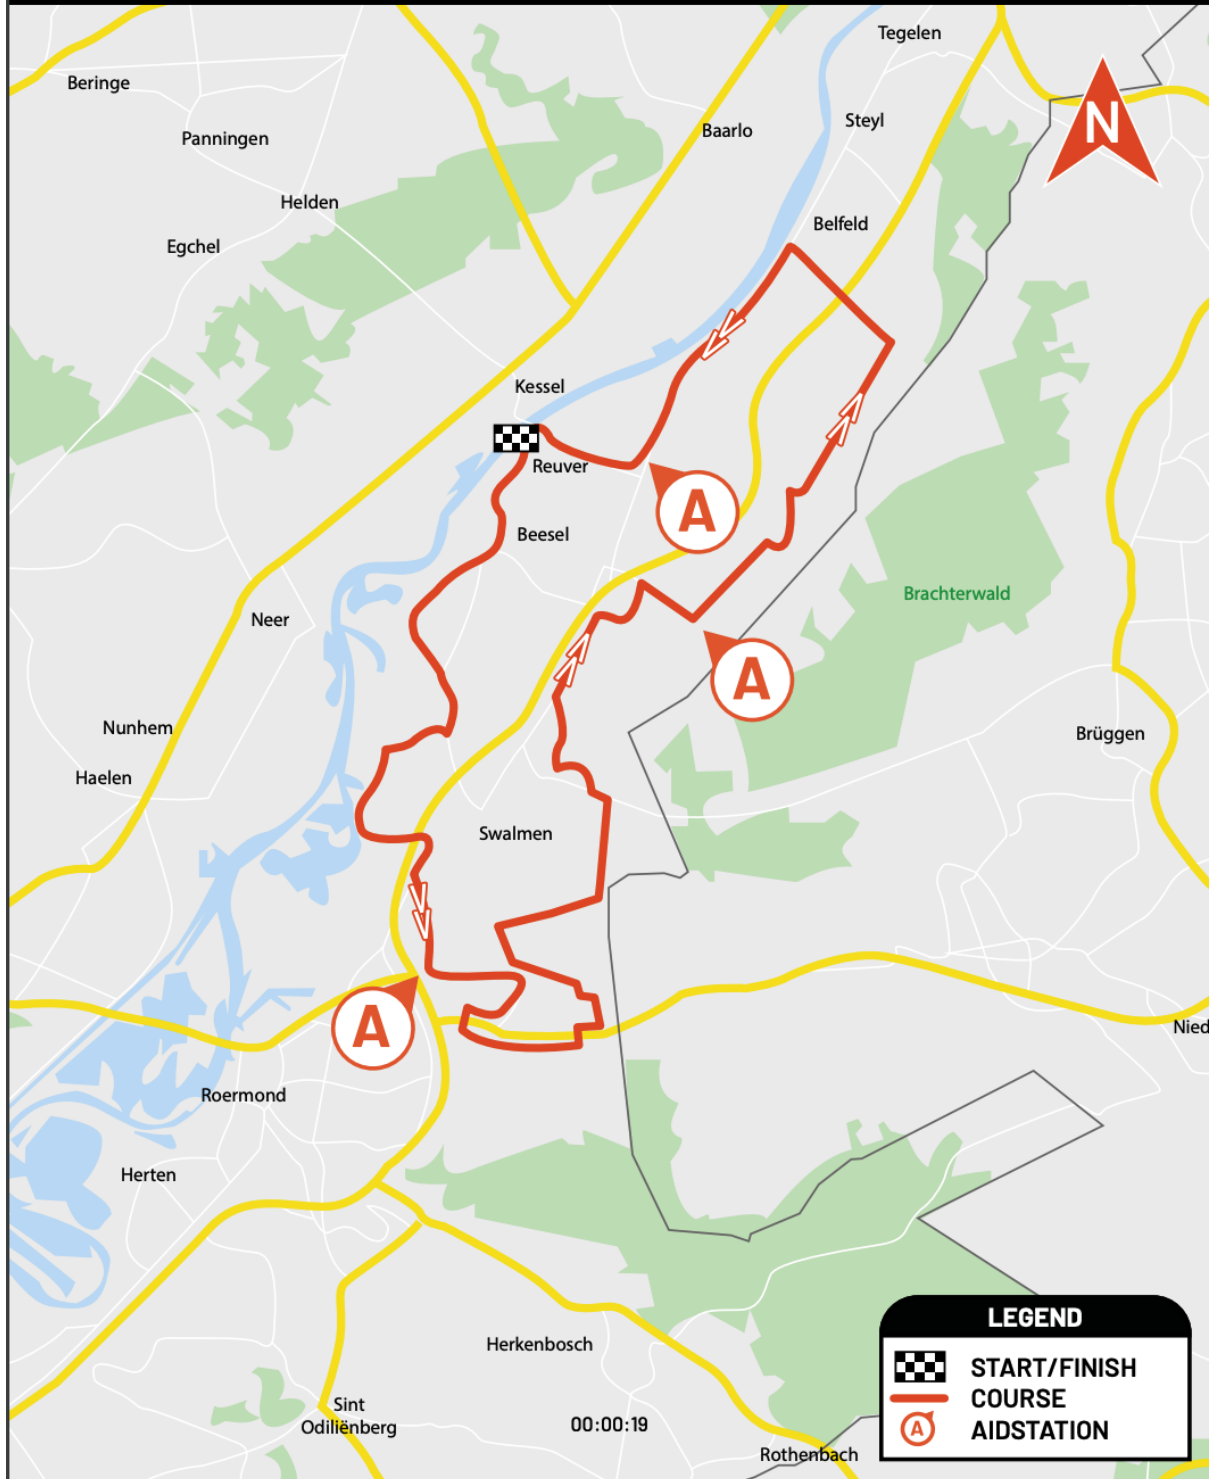 Tegelen
Beringe
Steyl
Baarlo
N
Panningen
Helden
Belfeld
Egchel
Kessel
Reuver
A
Beesel
Brachterwald
Neer
A
Nunhem
Brüggen
Haelen
Swalmen
A
Nied
Roermond
Herten
LEGEND
START/FINISH
COURSE
A AIDSTATION
Herkenbosch
Sint
Odiliënberg
00:00:19
Rothenbach